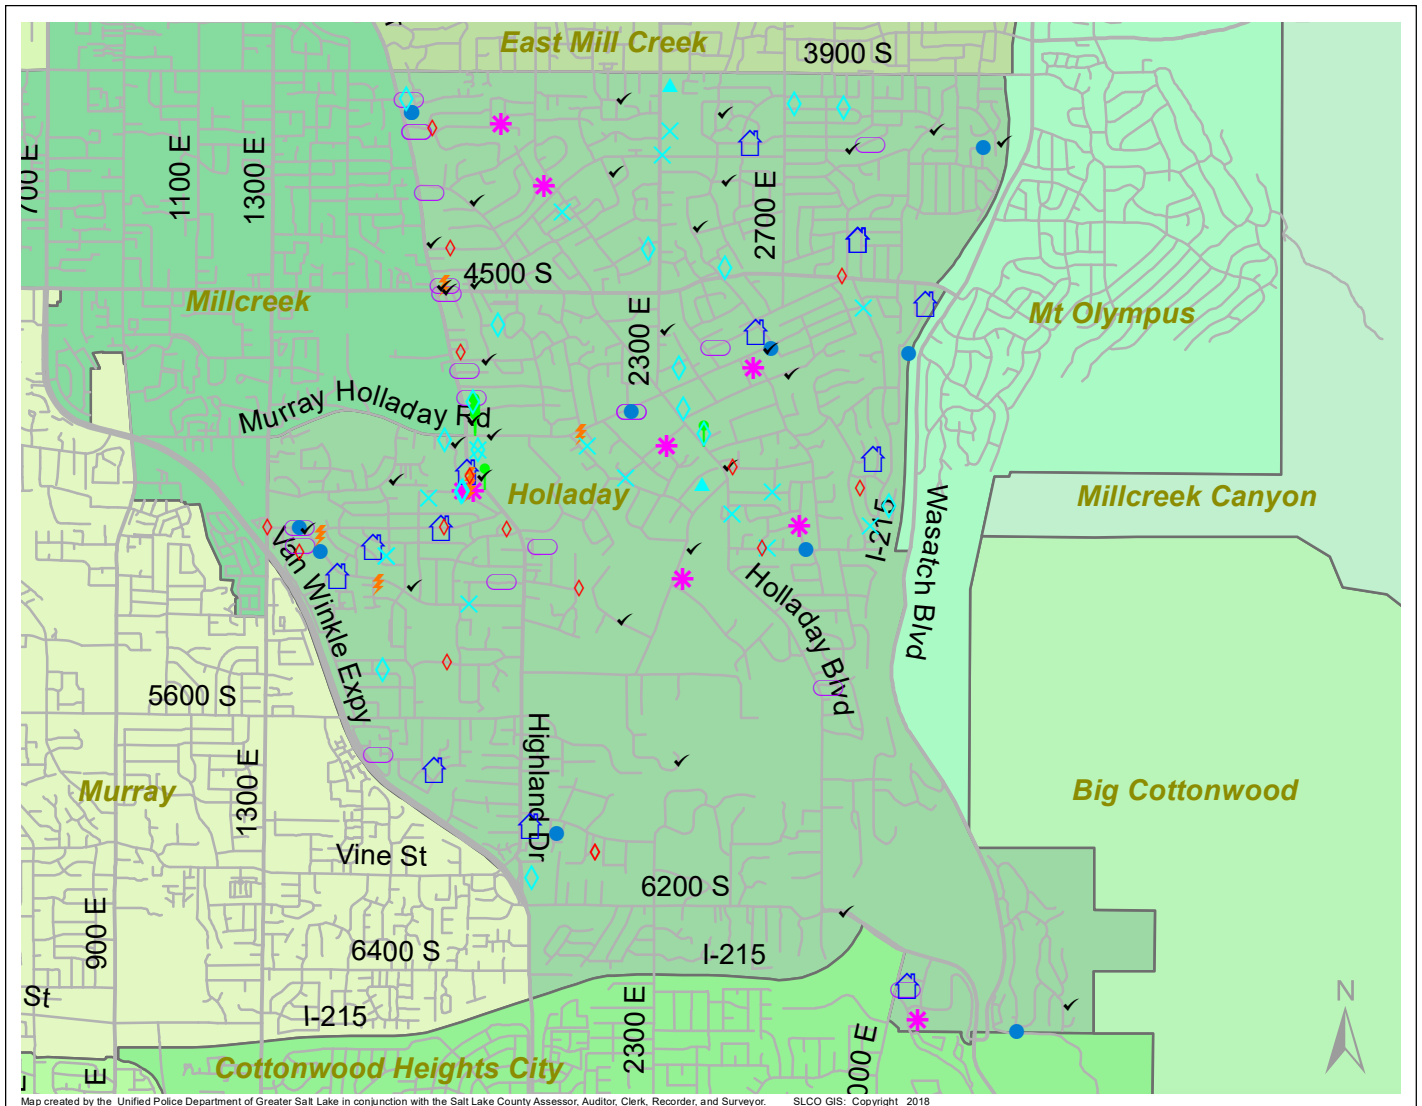 East Mill Creek
3900 S
700 E
1100 E
1300 E
2700 E
4500 S
Millcreek
Mt Olympus
2300 E
Murray Holladay Rd
Holladay
Millcreek Canyon
I-215
Wasatch Blvd
Van Winkle Expy
Holladay Blvd
5600 S
Highland Dr
Murray
1300 E
Big Cottonwood
Vine St
6200 S
900 E
6400 S
I-215
St
I-215
2300 E
N
Cottonwood Heights City
E
000 E
Map created by the Unified Police Department of Greater Salt Lake in conjunction with the Salt Lake County Assessor, Auditor, Clerk, Recorder, and Surveyor. SLCO GIS: Copyright 2018